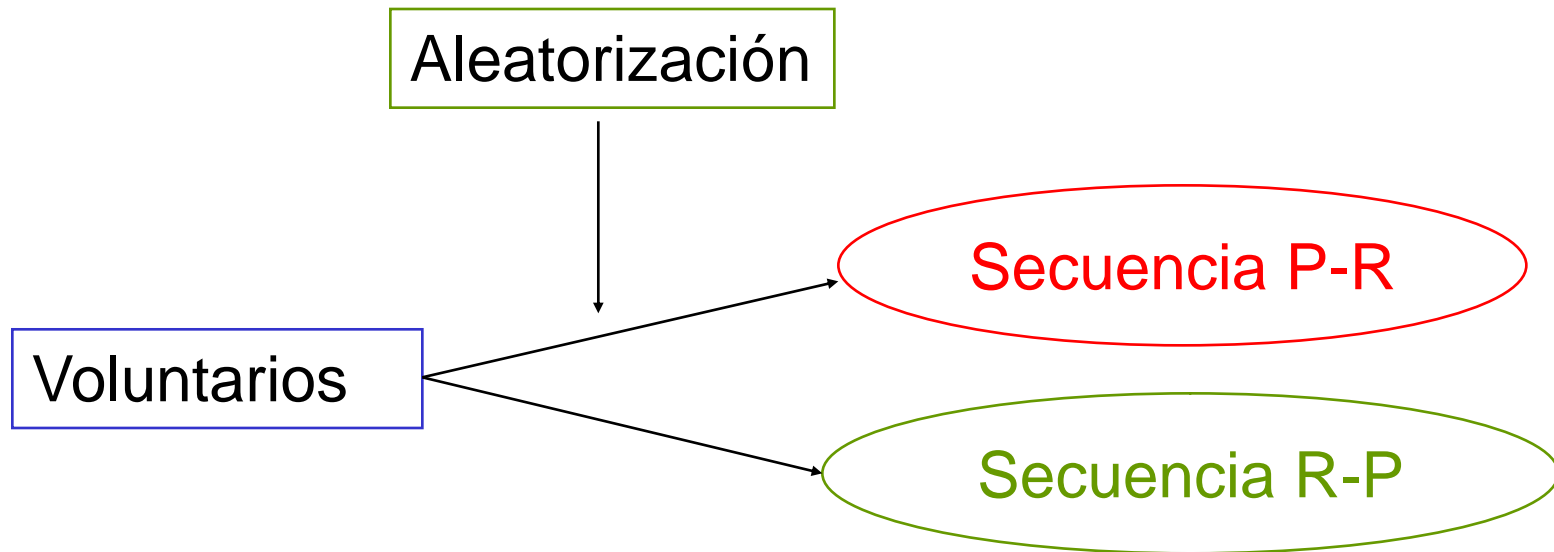 Aleatorización
Secuencia P-R
Voluntarios
Secuencia R-P